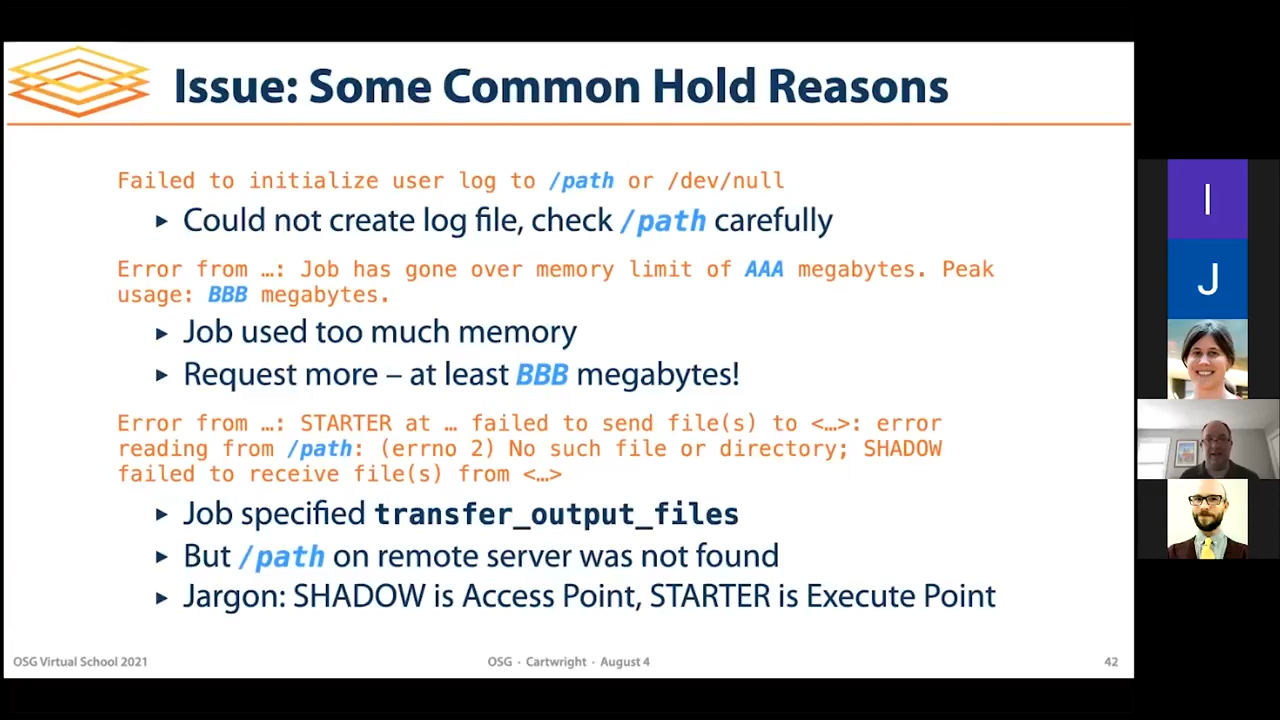 Issue: Some Common Hold Reasons
Failed to initialize user log to /path or /dev/null
▸ Could not create log file, check /path carefully
Error from …: Job has gone over memory limit of AAA megabytes. Peak
usage: BBB megabytes.
▸ Job used too much memory
▸ Request more – at least BBB megabytes!
Error from …: STARTER at … failed to send file(s) to <…>: error
reading from /path: (errno 2) No such file or directory; SHADOW
failed to receive file(s) from <…>
▸ Job specified transfer_output_files
▸ But /path on remote server was not found
▸ Jargon: SHADOW is Access Point, STARTER is Execute Point
OSG Virtual School 2021
OSG · Cartwright · August 4
42
I
J